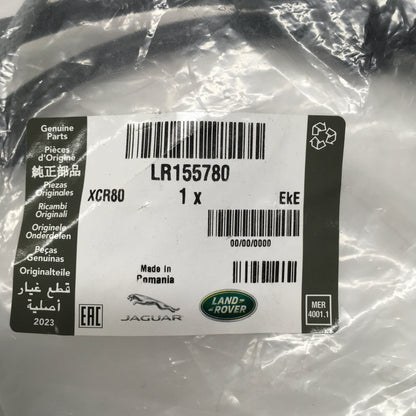 Genuine
Parts
Pièces
d'Origine
純正部品
Piezas
Originales
Ricambi
Originali
Originele
Onderdelen
Peças
Genuinas
Originalteile
قطع غيار
أصلية
2023
LR155780
XCR80 1 x EkE
00/00/0000
Made in
Romania
EAC
JAGUAR
LAND
ROVER
MER
4001.1